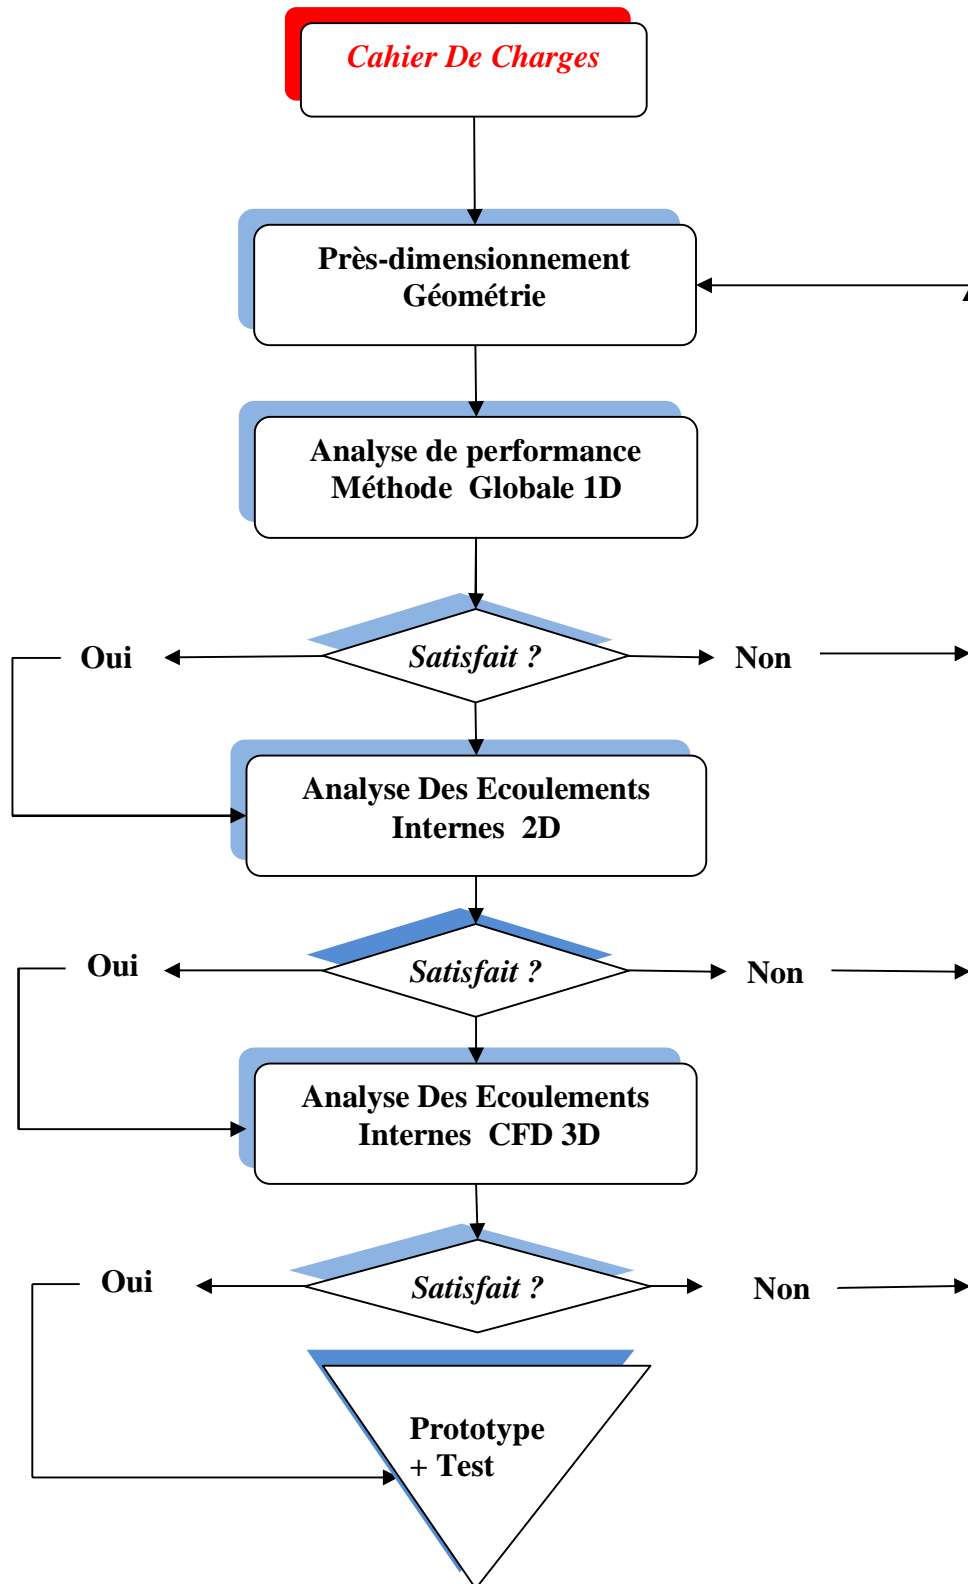 Cahier De Charges
Près-dimensionnement
Géométrie
Analyse de performance
Méthode Globale 1D
Oui
Satisfait ?
Non
Analyse Des Ecoulements
Internes 2D
Oui
Satisfait ?
Non
Analyse Des Ecoulements
Internes CFD 3D
Oui
Satisfait ?
Non
Prototype
+ Test